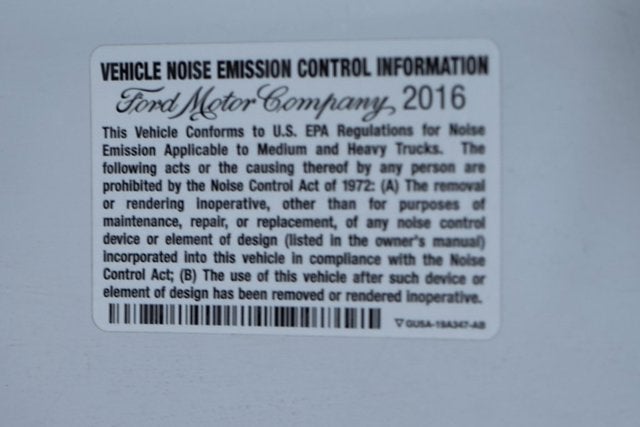 VEHICLE NOISE EMISSION CONTROL INFORMATION
Ford Motor Company, 2016
This Vehicle Conforms to U.S. EPA Regulations for Noise
Emission Applicable to Medium and Heavy Trucks. The
following acts or the causing thereof by any person are
prohibited by the Noise Control Act of 1972: (A) The removal
or rendering inoperative, other than for purposes of
maintenance, repair, or replacement, of any noise control
device or element of design (listed in the owner's manual)
incorporated into this vehicle in compliance with the Noise
Control Act; (B) The use of this vehicle after such device or
element of design has been removed or rendered inoperative.
GU5A-19A347-AB